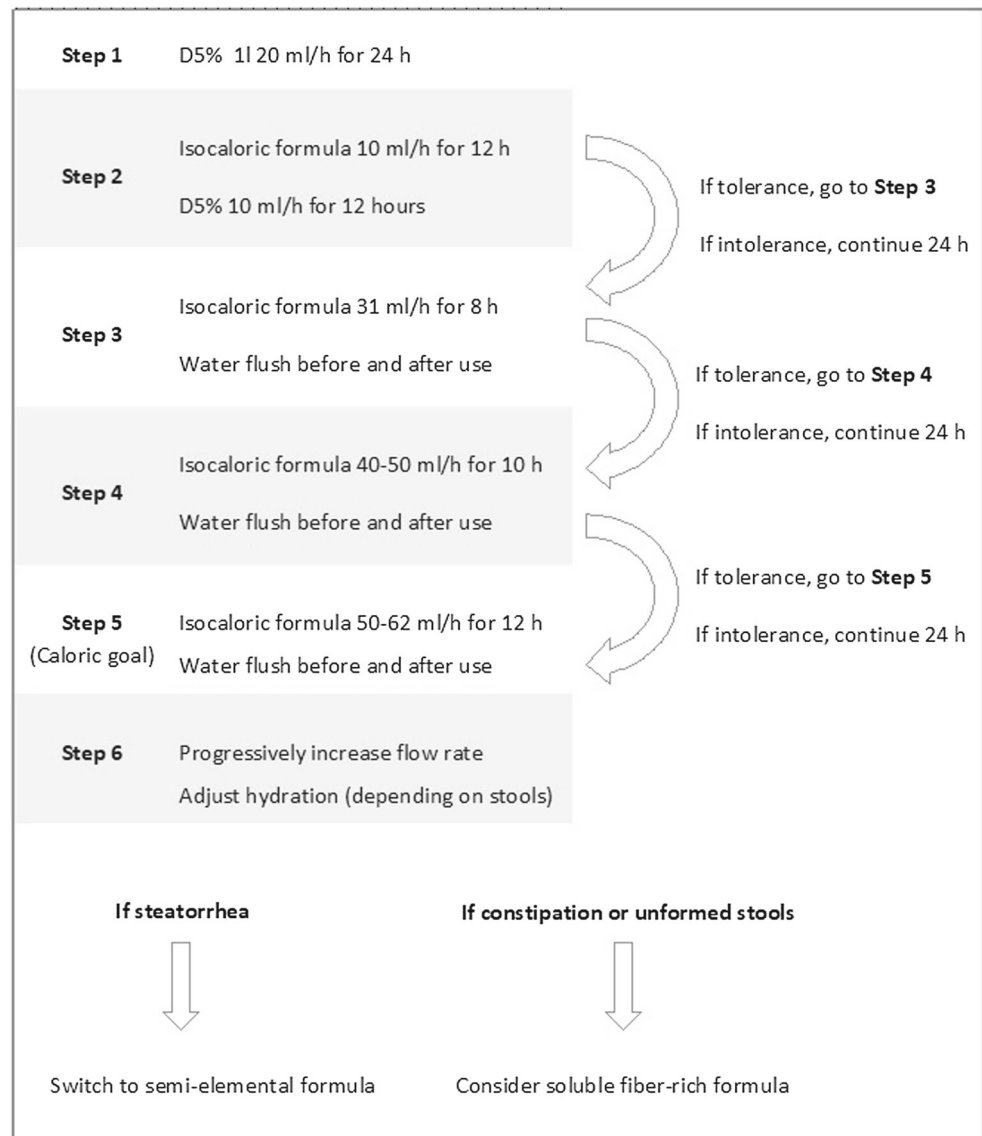 Step 1 D5% 1l 20 ml/h for 24 h
Isocaloric formula 10 ml/h for 12 h
Step 2
D5% 10 ml/h for 12 hours
If tolerance, go to Step 3
If intolerance, continue 24 h
Isocaloric formula 31 ml/h for 8 h
Step 3
Water flush before and after use
If tolerance, go to Step 4
If intolerance, continue 24 h
Isocaloric formula 40-50 ml/h for 10 h
Step 4
Water flush before and after use
If tolerance, go to Step 5
If intolerance, continue 24 h
Step 5 Isocaloric formula 50-62 ml/h for 12 h
(Caloric goal) Water flush before and after use
Step 6 Progressively increase flow rate
Adjust hydration (depending on stools)
If steatorrhea
If constipation or unformed stools
Switch to semi-elemental formula
Consider soluble fiber-rich formula